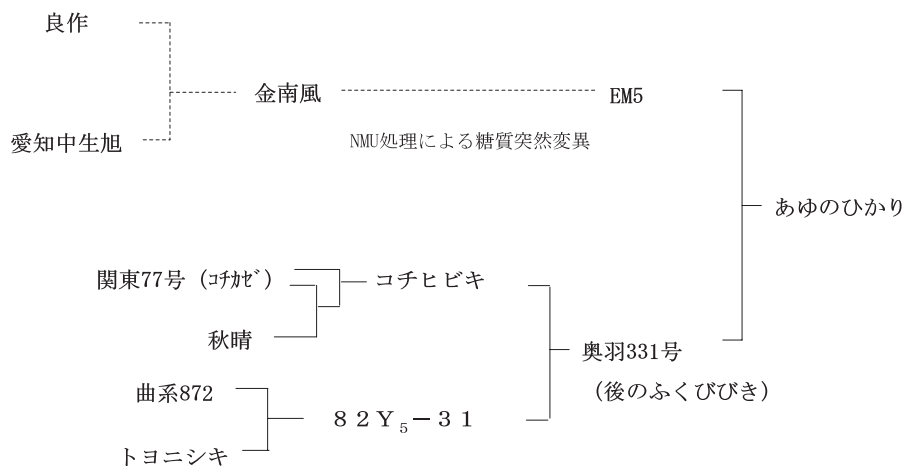 良作
金南風
EM5
愛知中生旭
NMU処理による糖質突然変異
あゆのひかり
関東77号（ｺﾁｶｾﾞ）
コチヒビキ
秋晴
奥羽331号
（後のふくびびき）
曲系872
８２Ｙ₅－３１
トヨニシキ